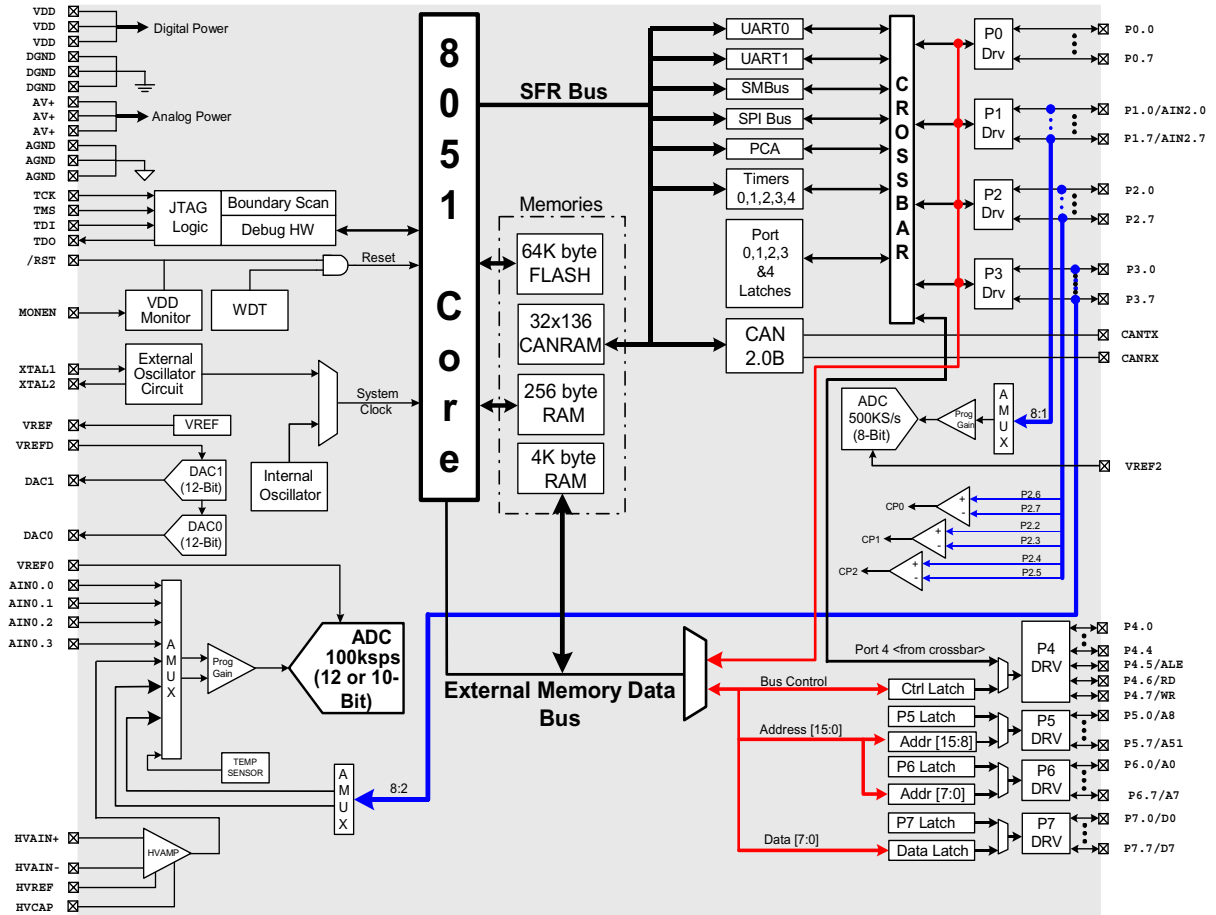 VDD
VDD
VDD
Digital Power
DGND
DGND
DGND
AV+
AV+
AV+
Analog Power
AGND
AGND
AGND
TCK
TMS
TDI
TDO
JTAG
Logic
Boundary Scan
Debug HW
/RST
Reset
MONEN
VDD
Monitor
WDT
XTAL1
XTAL2
External
Oscillator
Circuit
System
Clock
VREF
VREF
VREFD
Internal
Oscillator
DAC1
DAC1
(12-Bit)
DAC0
DAC0
(12-Bit)
VREF0
AIN0.0
AIN0.1
AIN0.2
AIN0.3
A
M
U
X
Prog
Gain
ADC
100ksps
(12 or 10-
Bit)
TEMP
SENSOR
A
M
U
X
8:2
HVAIN+
HVAIN-
HVREF
HVCAP
HVAMP
8
0
5
1
C
o
r
e
SFR Bus
Memories
64K byte
FLASH
32x136
CANRAM
256 byte
RAM
4K byte
RAM
External Memory Data
Bus
UART0
UART1
SMBus
SPI Bus
PCA
Timers
0,1,2,3,4
Port
0,1,2,3
&4
Latches
CAN
2.0B
C
R
O
S
S
B
A
R
P0
Drv
P1
Drv
P2
Drv
P3
Drv
P0.0
P0.7
P1.0/AIN2.0
P1.7/AIN2.7
P2.0
P2.7
P3.0
P3.7
CANTX
CANRX
ADC
500KS/s
(8-Bit)
Prog
Gain
A
M
U
X
8:1
VREF2
CP0
+
-
P2.6
P2.7
CP1
+
-
P2.2
P2.3
CP2
+
-
P2.4
P2.5
Port 4 <from crossbar>
Bus Control
Ctrl Latch
P4
DRV
P4.0
P4.4
P4.5/ALE
P4.6/RD
P4.7/WR
Address [15:0]
P5 Latch
Addr [15:8]
P5
DRV
P5.0/A8
P5.7/A51
P6 Latch
Addr [7:0]
P6
DRV
P6.0/A0
P6.7/A7
Data [7:0]
P7 Latch
Data Latch
P7
DRV
P7.0/D0
P7.7/D7